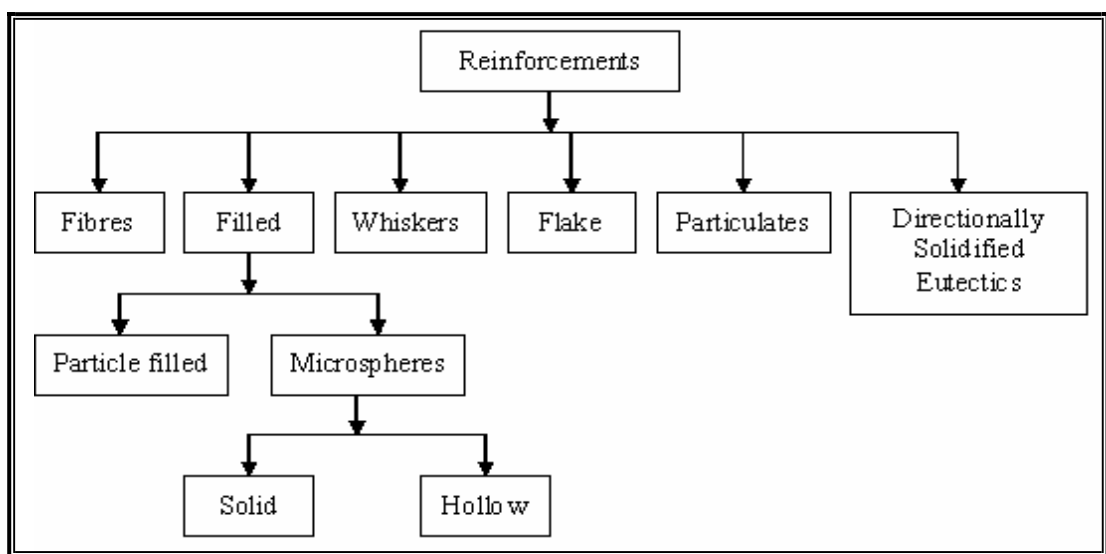 Reinforcements
Fibres
Filled
Whiskers
Flake
Particulates
Directionally
Solidified
Eutectics
Particle filled
Microspheres
Solid
Hollow